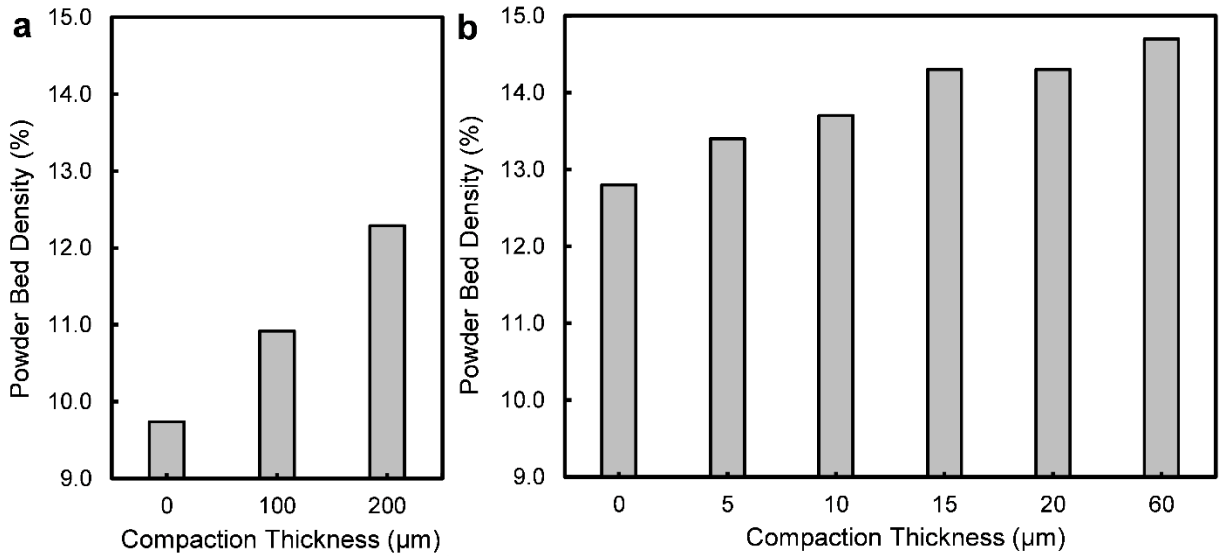 a
Powder Bed Density (%)
15.0
14.0
13.0
12.0
11.0
10.0
9.0
0 100 200
Compaction Thickness (µm)
b
Powder Bed Density (%)
15.0
14.0
13.0
12.0
11.0
10.0
9.0
0 5 10 15 20 60
Compaction Thickness (µm)